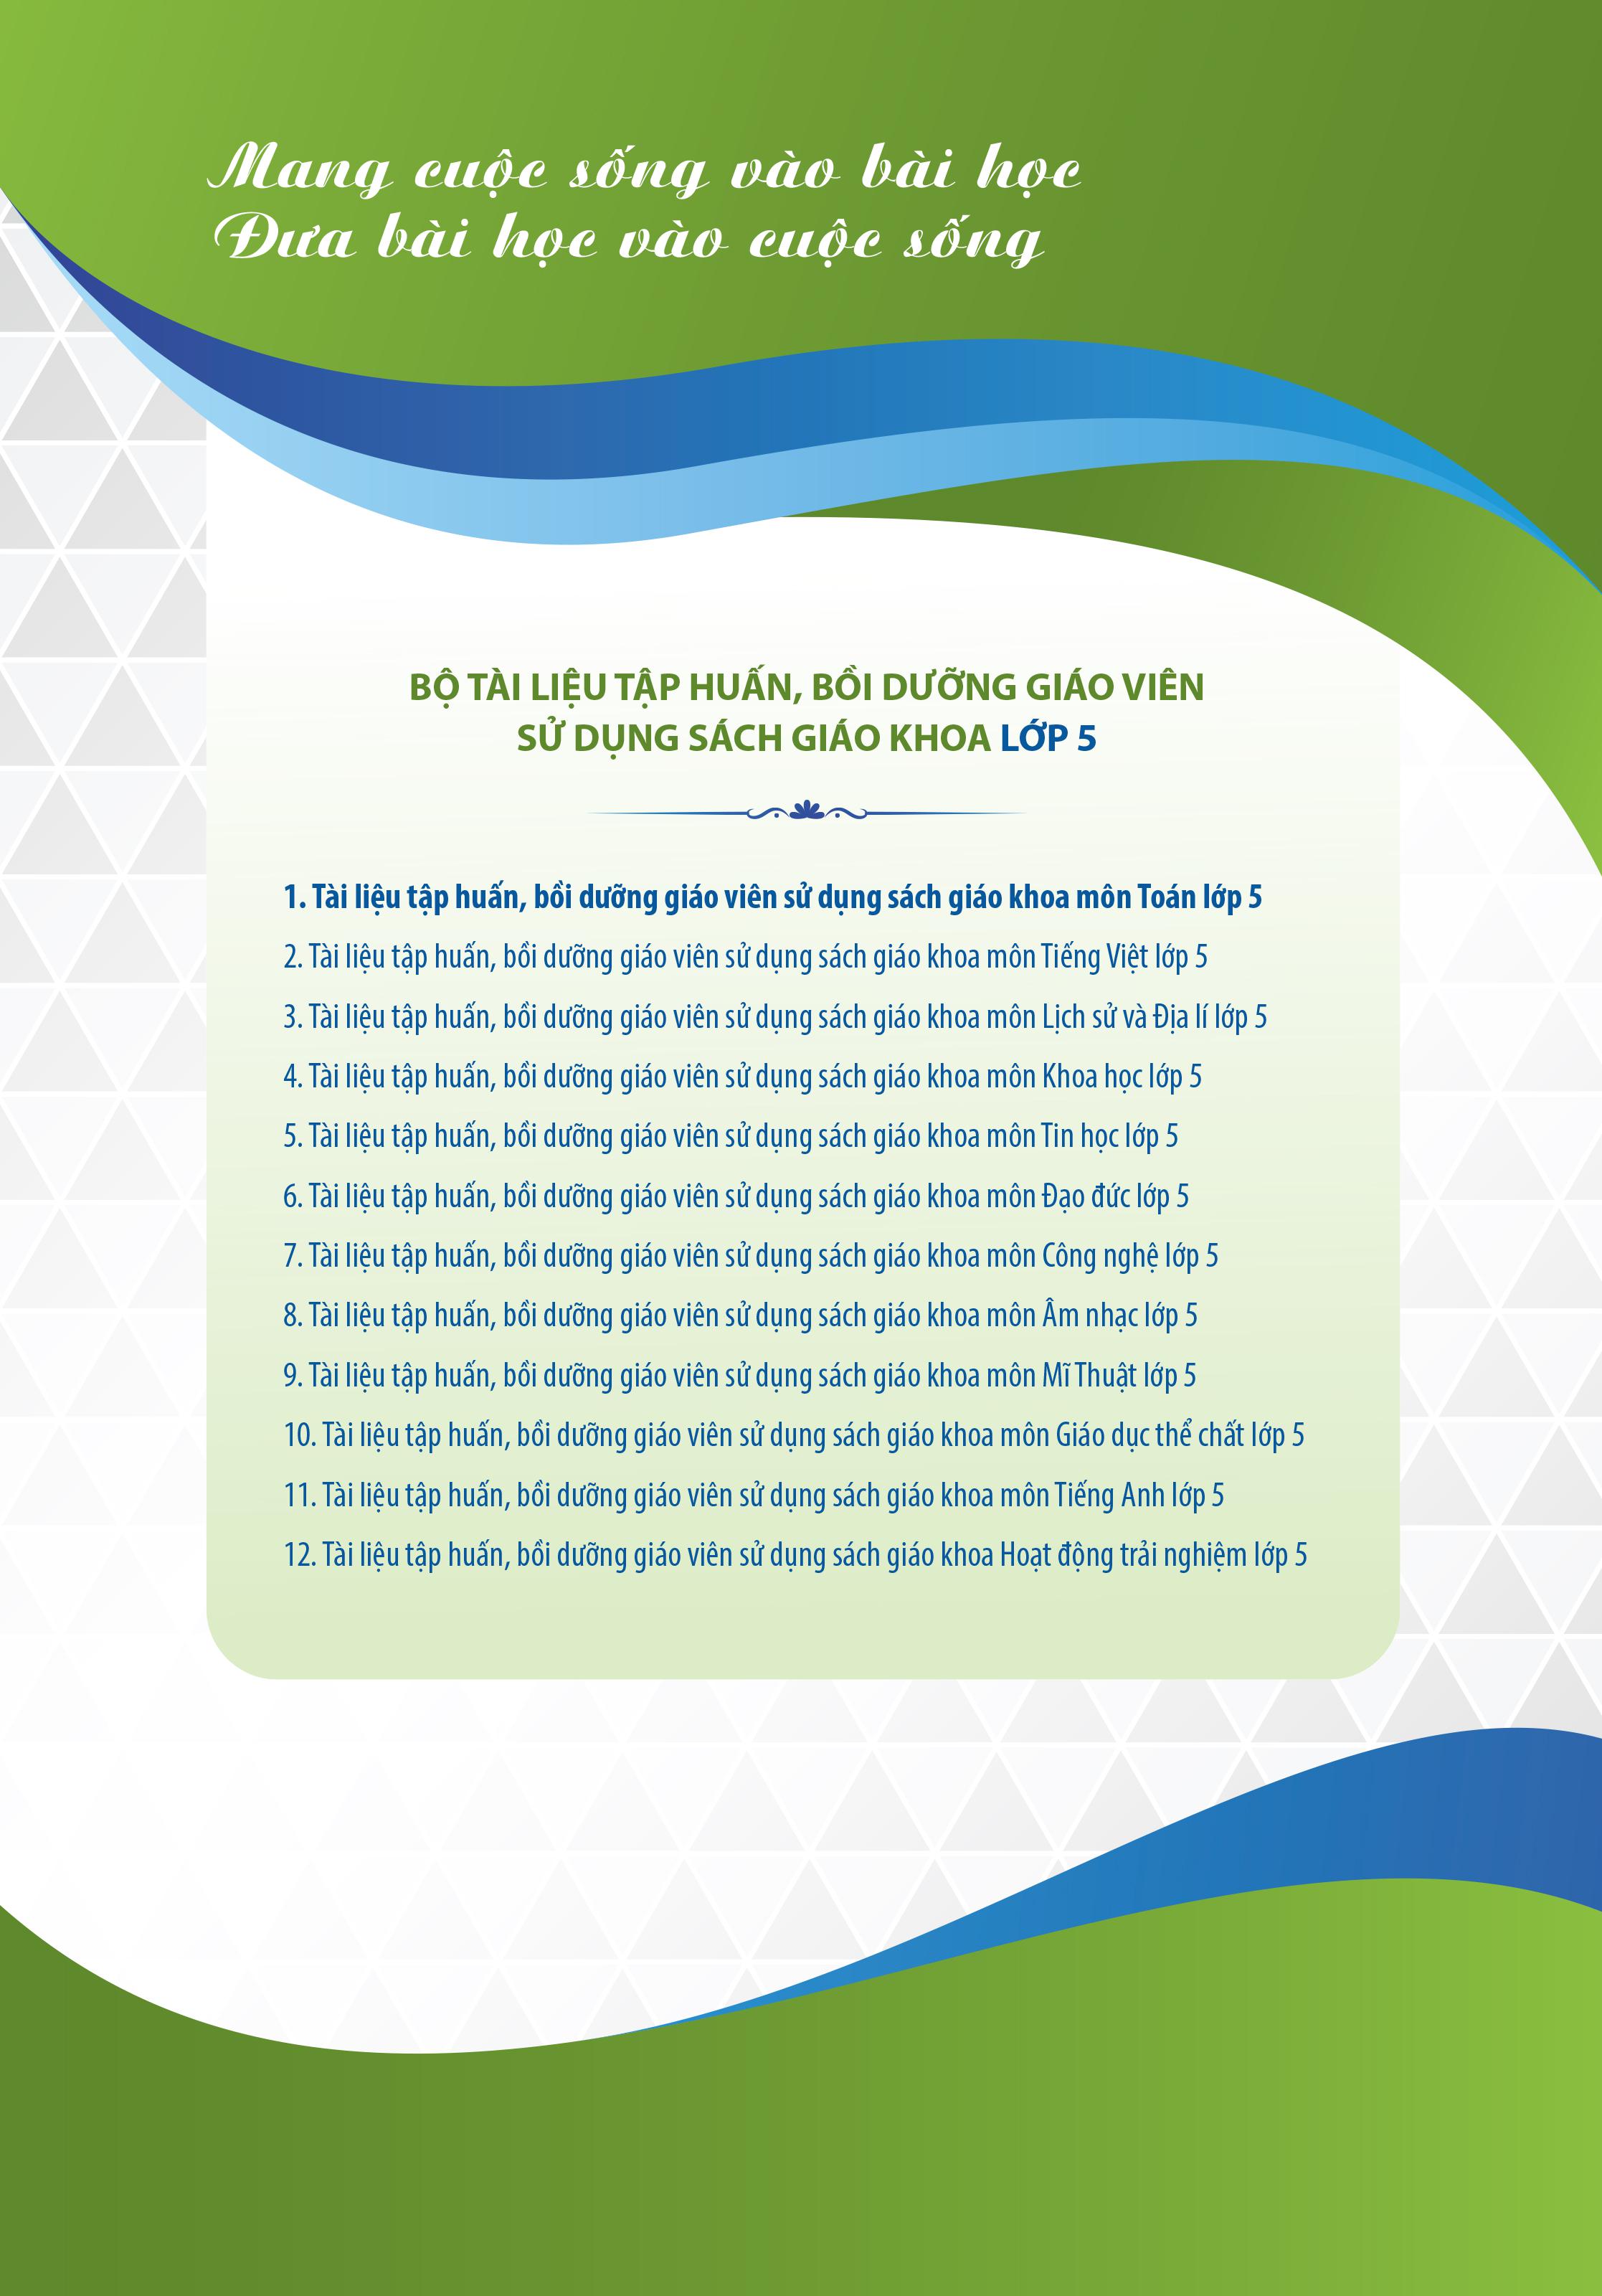 Mang cuộc sống vào bài học
Đưa bài học vào cuộc sống
BỘ TÀI LIỆU TẬP HUẤN, BỒI DƯỠNG GIÁO VIÊN
SỬ DỤNG SÁCH GIÁO KHOA LỚP 5
1. Tài liệu tập huấn, bồi dưỡng giáo viên sử dụng sách giáo khoa môn Toán lớp 5
2. Tài liệu tập huấn, bồi dưỡng giáo viên sử dụng sách giáo khoa môn Tiếng Việt lớp 5
3. Tài liệu tập huấn, bồi dưỡng giáo viên sử dụng sách giáo khoa môn Lịch sử và Địa lí lớp 5
4. Tài liệu tập huấn, bồi dưỡng giáo viên sử dụng sách giáo khoa môn Khoa học lớp 5
5. Tài liệu tập huấn, bồi dưỡng giáo viên sử dụng sách giáo khoa môn Tin học lớp 5
6. Tài liệu tập huấn, bồi dưỡng giáo viên sử dụng sách giáo khoa môn Đạo đức lớp 5
7. Tài liệu tập huấn, bồi dưỡng giáo viên sử dụng sách giáo khoa môn Công nghệ lớp 5
8. Tài liệu tập huấn, bồi dưỡng giáo viên sử dụng sách giáo khoa môn Âm nhạc lớp 5
9. Tài liệu tập huấn, bồi dưỡng giáo viên sử dụng sách giáo khoa môn Mĩ Thuật lớp 5
10. Tài liệu tập huấn, bồi dưỡng giáo viên sử dụng sách giáo khoa môn Giáo dục thể chất lớp 5
11. Tài liệu tập huấn, bồi dưỡng giáo viên sử dụng sách giáo khoa môn Tiếng Anh lớp 5
12. Tài liệu tập huấn, bồi dưỡng giáo viên sử dụng sách giáo khoa Hoạt động trải nghiệm lớp 5